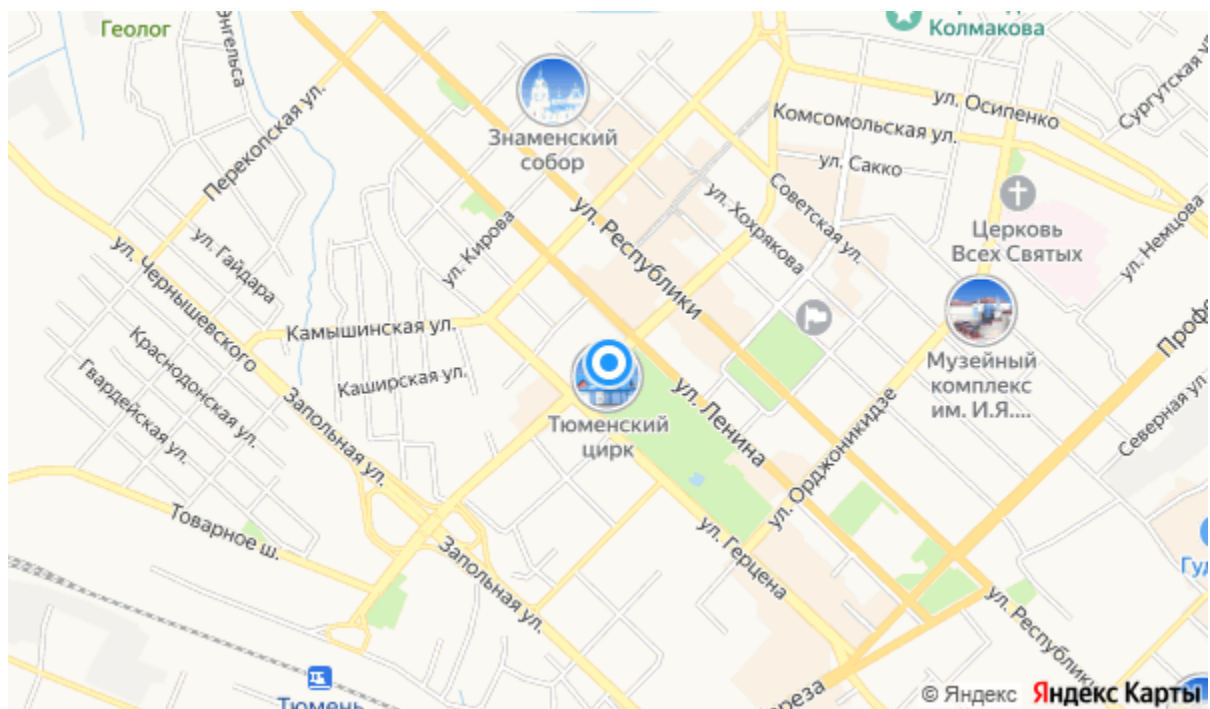 Геолог
Энгельса
Колмакова
Сургутская ул.
ул. Осипенко
Комсомольская ул.
ул. Сакко
Знаменский
собор
Перекопская ул.
ул. Хохрякова
Советская ул.
Церковь
Всех Святых
ул. Немцова
ул. Кирова
ул. Республики
ул. Гайдара
ул. Чернышевского
Камышинская ул.
Каширская ул.
Краснодонская ул.
Гвардейская ул.
Запольная ул.
Тюменский
цирк
ул. Ленина
Музейный
комплекс
им. И.Я....
Северная ул.
ул. Орджоникидзе
Товарное ш.
Запольная ул.
ул. Герцена
ул. Республики
Тюмень
© Яндекс Яндекс Карты